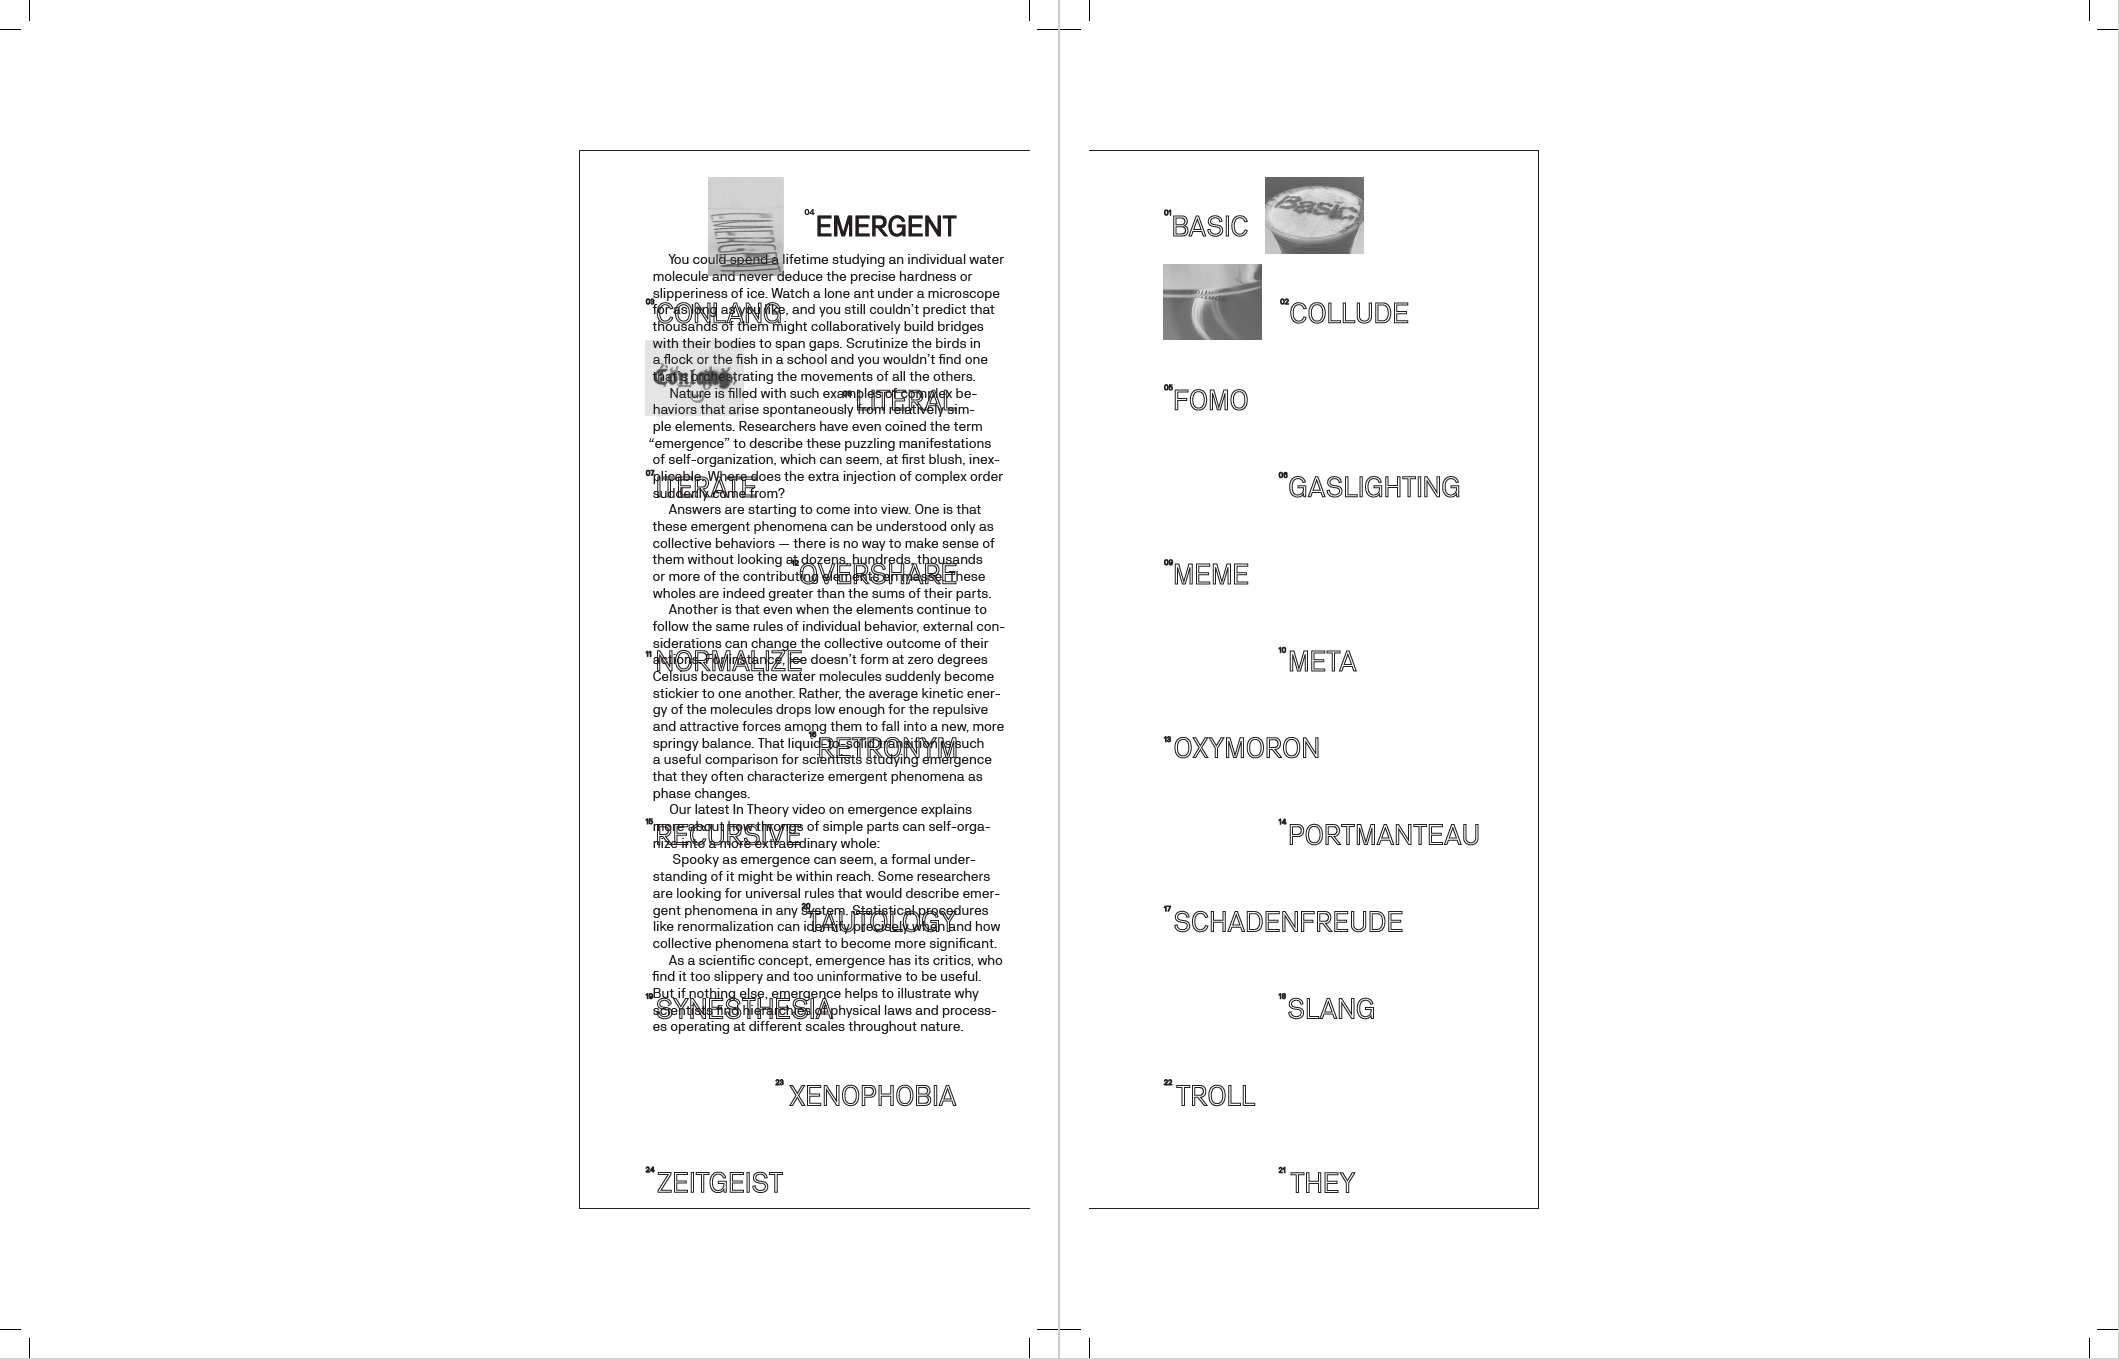 04 EMERGENT
You could spend a lifetime studying an individual water
molecule and never deduce the precise hardness or
slipperiness of ice. Watch a lone ant under a microscope
03 CONLANG
for as long as you like, and you still couldn’t predict that
thousands of them might collaboratively build bridges
with their bodies to span gaps. Scrutinize the birds in
a flock or the fish in a school and you wouldn’t find one
Conlang
that’s orchestrating the movements of all the others.
Nature is filled with such examples of complex be-
08 LITERAL
haviors that arise spontaneously from relatively sim-
ple elements. Researchers have even coined the term
“emergence” to describe these puzzling manifestations
of self-organization, which can seem, at first blush, inex-
plicable. Where does the extra injection of complex order
07 ITERATE
suddenly come from?
Answers are starting to come into view. One is that
these emergent phenomena can be understood only as
collective behaviors — there is no way to make sense of
them without looking at dozens, hundreds, thousands
12 OVERSHARE
or more of the contributing elements en masse. These
wholes are indeed greater than the sums of their parts.
Another is that even when the elements continue to
follow the same rules of individual behavior, external con-
siderations can change the collective outcome of their
11 NORMALIZE
actions. For instance, ice doesn’t form at zero degrees
Celsius because the water molecules suddenly become
stickier to one another. Rather, the average kinetic ener-
gy of the molecules drops low enough for the repulsive
and attractive forces among them to fall into a new, more
springy balance. That liquid-to-solid transition is such
16 RETRONYM
a useful comparison for scientists studying emergence
that they often characterize emergent phenomena as
phase changes.
Our latest In Theory video on emergence explains
more about how throngs of simple parts can self-orga-
15 RECURSIVE
nize into a more extraordinary whole:
Spooky as emergence can seem, a formal under-
standing of it might be within reach. Some researchers
are looking for universal rules that would describe emer-
gent phenomena in any system. Statistical procedures
20 TAUTOLOGY
like renormalization can identify precisely when and how
collective phenomena start to become more significant.
As a scientific concept, emergence has its critics, who
find it too slippery and too uninformative to be useful.
But if nothing else, emergence helps to illustrate why
19 SYNESTHESIA
scientists find hierarchies of physical laws and process-
es operating at different scales throughout nature.
23 XENOPHOBIA
24 ZEITGEIST
01 BASIC
Basic
02 COLLUDE
05 FOMO
06 GASLIGHTING
09 MEME
10 META
13 OXYMORON
14 PORTMANTEAU
17 SCHADENFREUDE
18 SLANG
22 TROLL
21 THEY